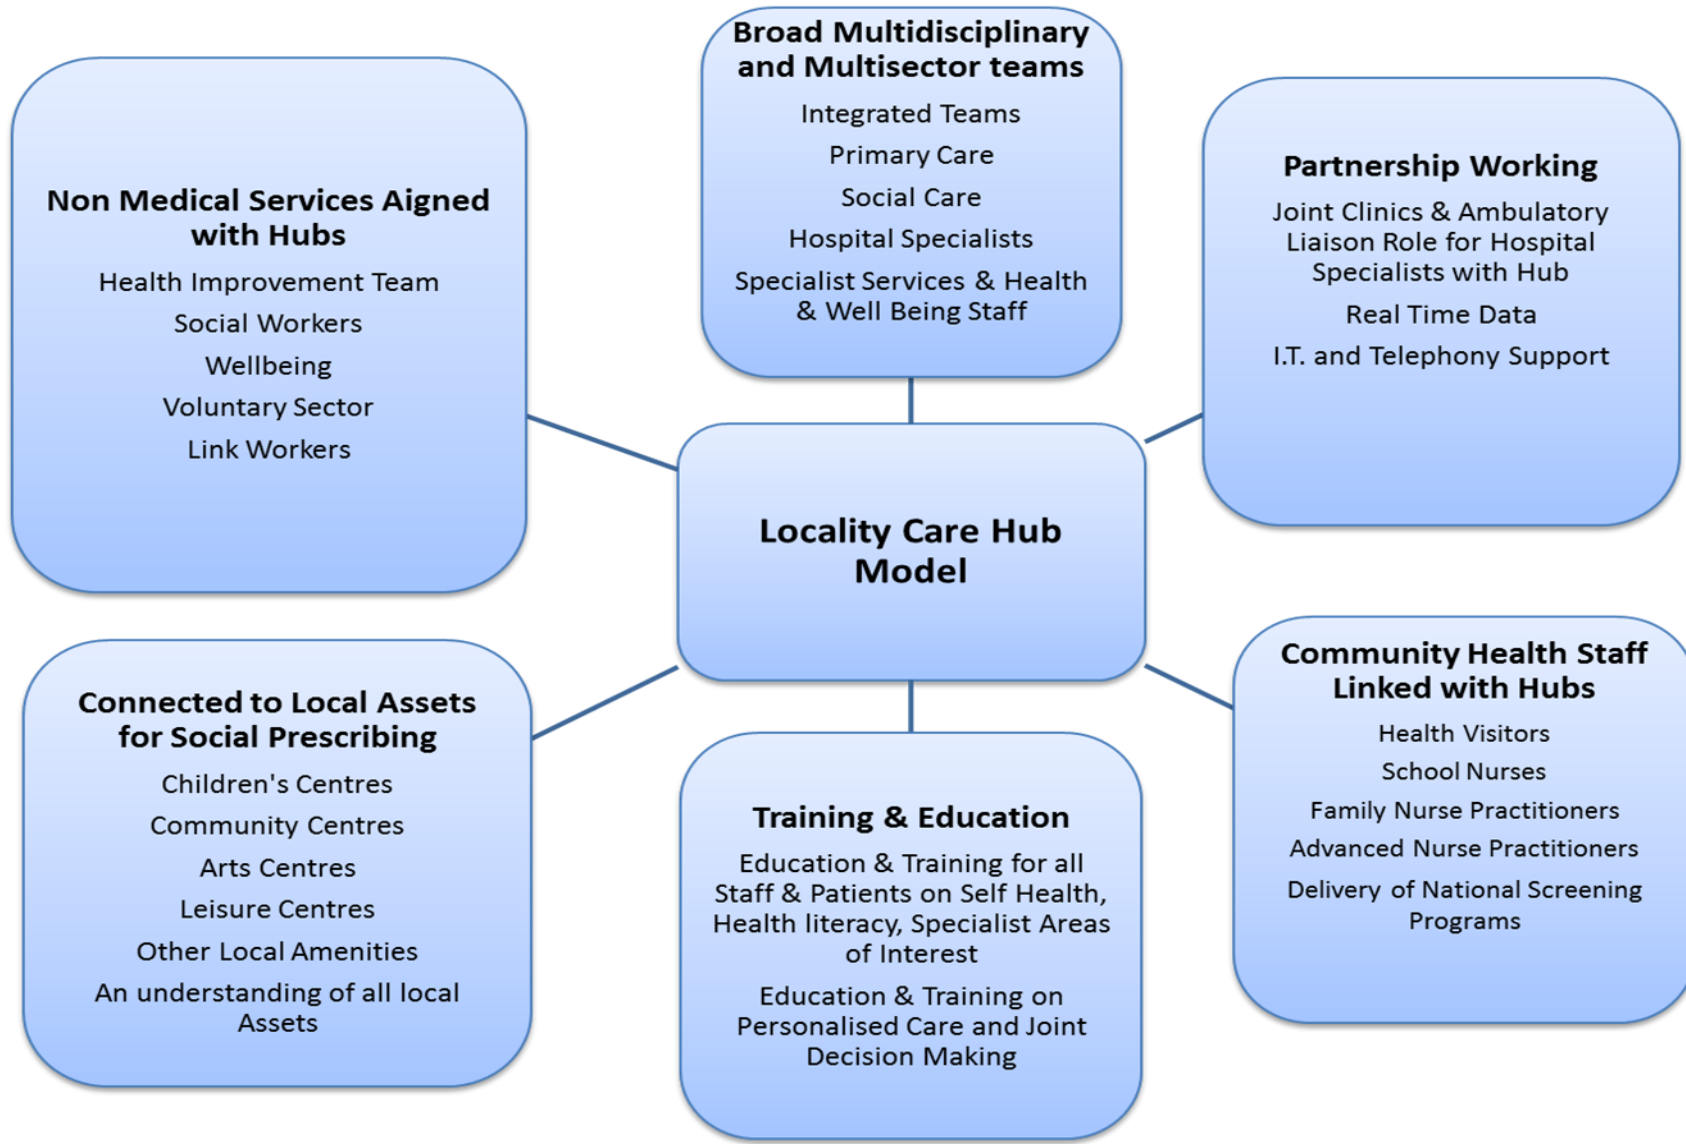 Broad Multidisciplinary
and Multisector teams
Integrated Teams
Primary Care
Social Care
Hospital Specialists
Specialist Services & Health
& Well Being Staff
Non Medical Services Aigned
with Hubs
Health Improvement Team
Social Workers
Wellbeing
Voluntary Sector
Link Workers
Partnership Working
Joint Clinics & Ambulatory
Liaison Role for Hospital
Specialists with Hub
Real Time Data
I.T. and Telephony Support
Locality Care Hub
Model
Connected to Local Assets
for Social Prescribing
Children's Centres
Community Centres
Arts Centres
Leisure Centres
Other Local Amenities
An understanding of all local
Assets
Training & Education
Education & Training for all
Staff & Patients on Self Health,
Health literacy, Specialist Areas
of Interest
Education & Training on
Personalised Care and Joint
Decision Making
Community Health Staff
Linked with Hubs
Health Visitors
School Nurses
Family Nurse Practitioners
Advanced Nurse Practitioners
Delivery of National Screening
Programs